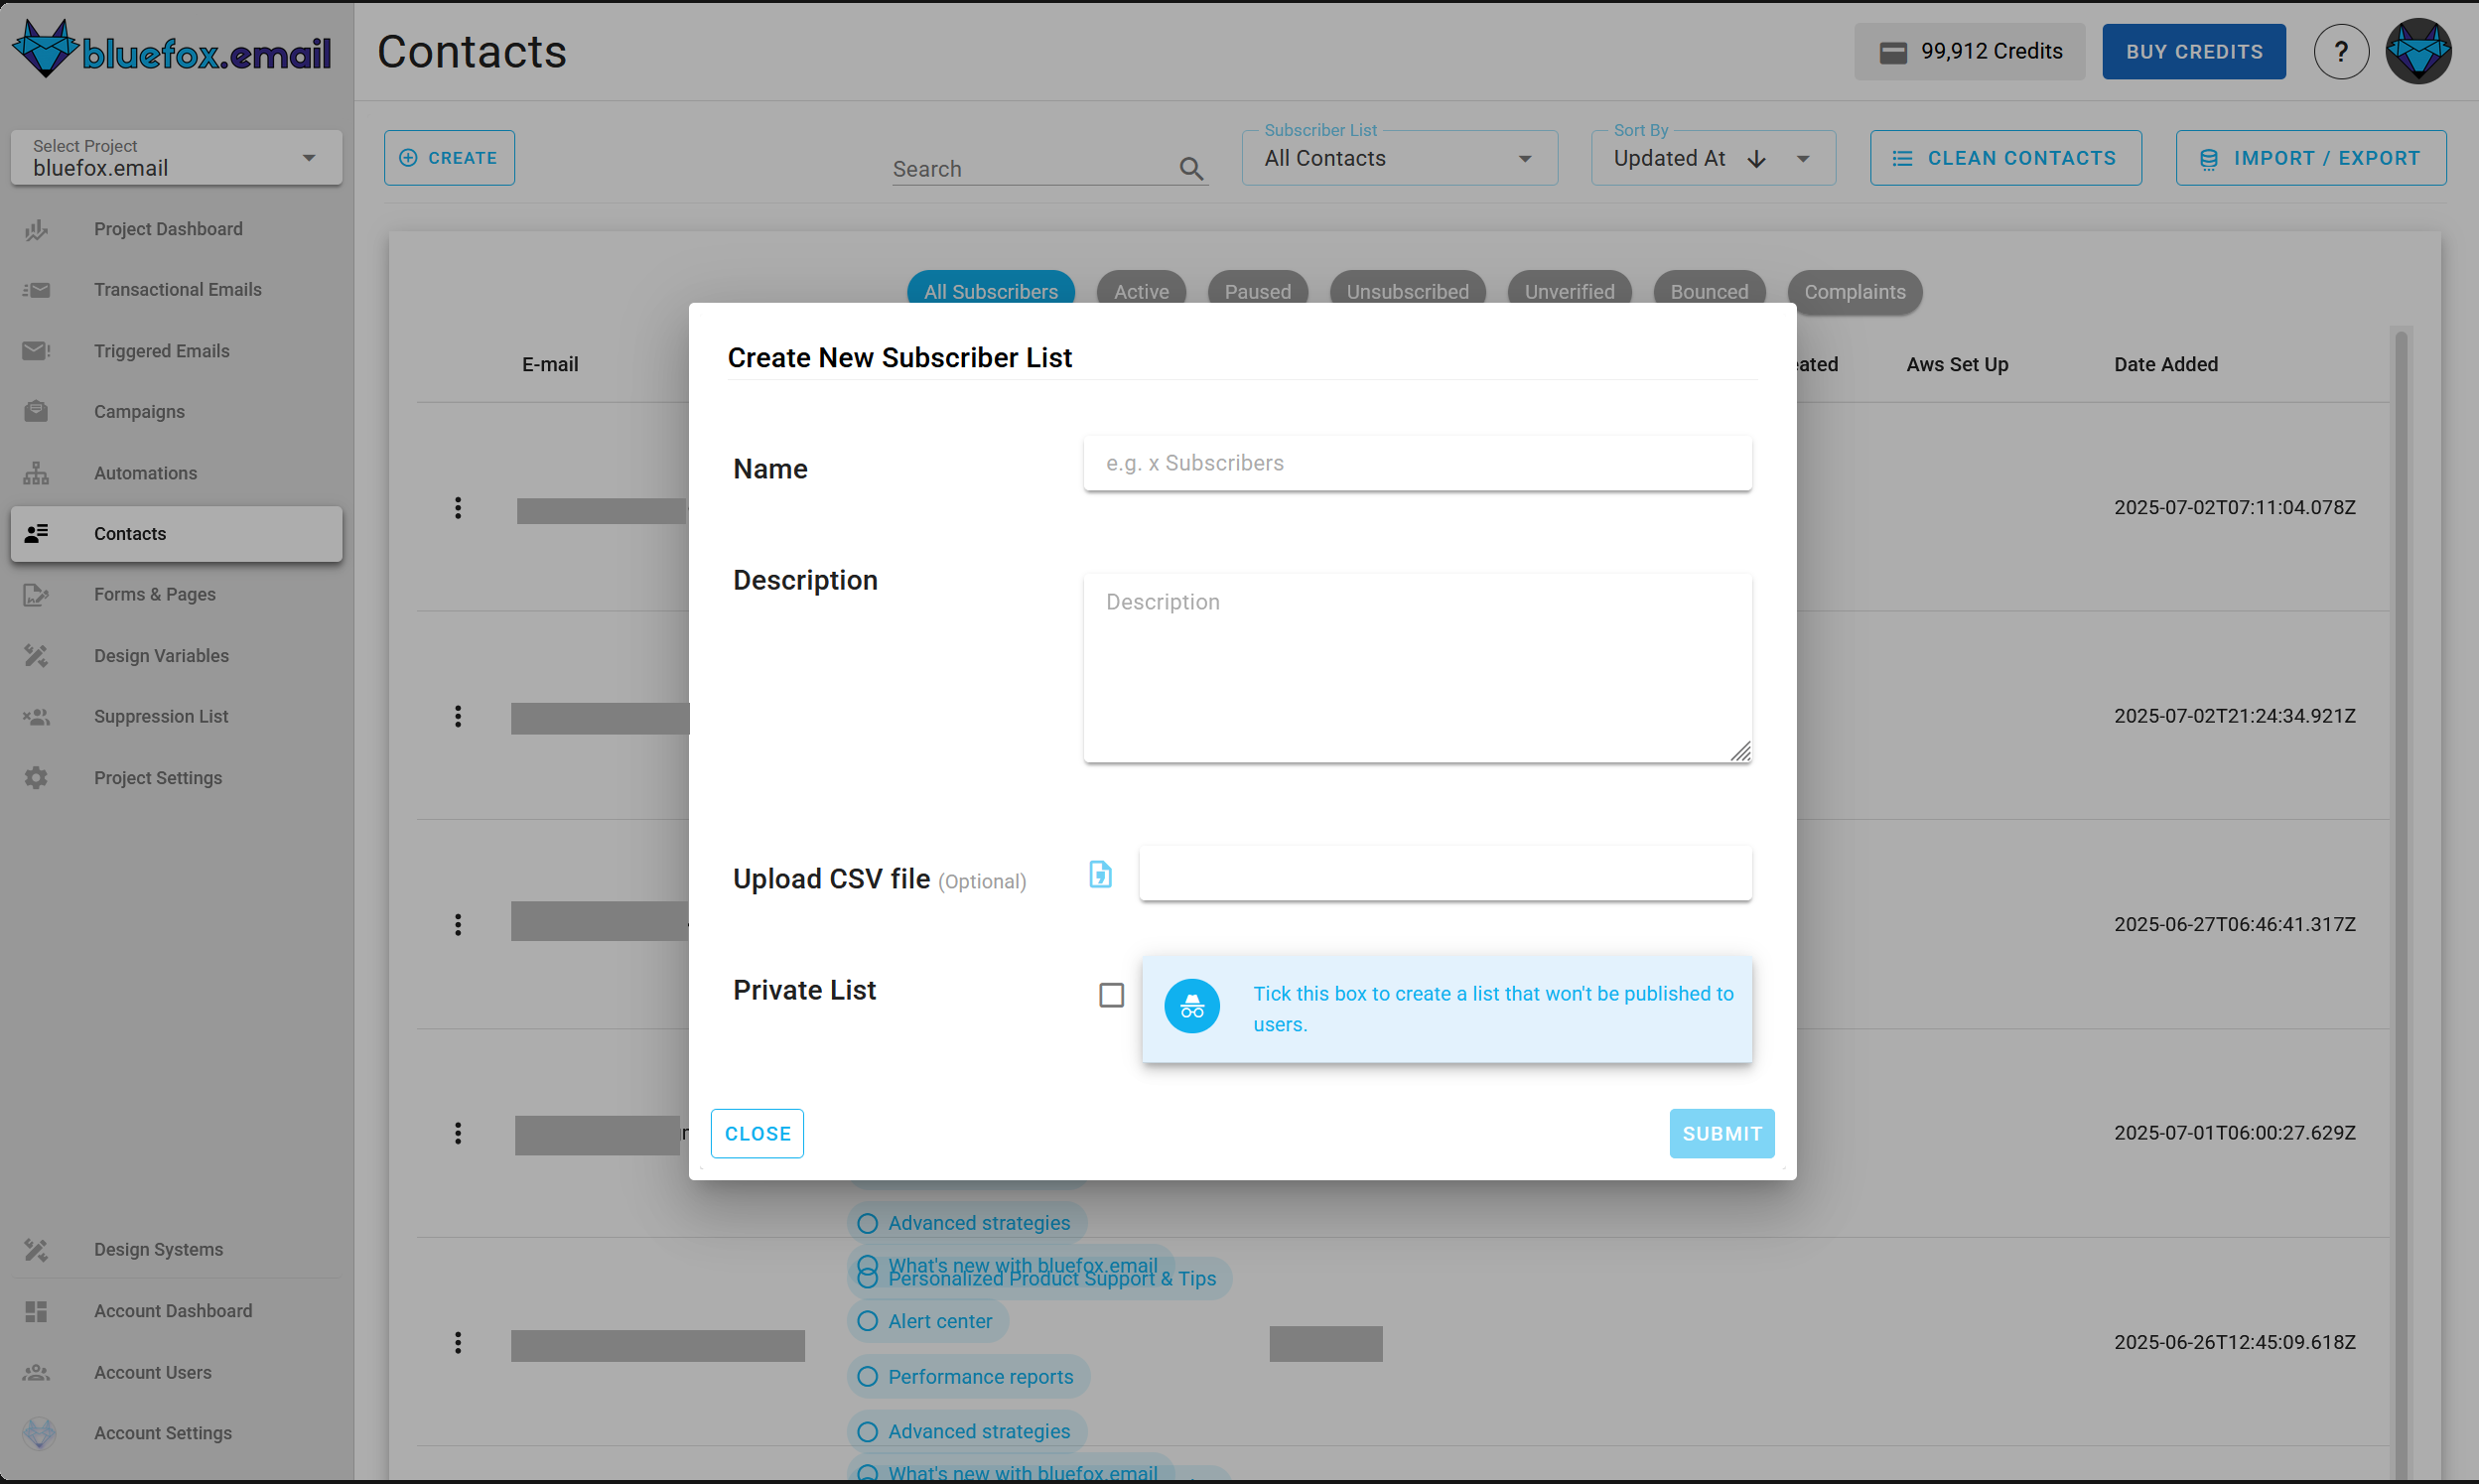 bluefox.email
Contacts
99,912 Credits
BUY CREDITS
?
Select Project
bluefox.email
CREATE
Search
Subscriber List
All Contacts
Sort By
Updated At
CLEAN CONTACTS
IMPORT / EXPORT
Project Dashboard
Transactional Emails
Triggered Emails
Campaigns
Automations
Contacts
Forms & Pages
Design Variables
Suppression List
Project Settings
Design Systems
Account Dashboard
Account Users
Account Settings
All Subscribers
Active
Paused
Unsubscribed
Unverified
Bounced
Complaints
E-mail
ated
Aws Set Up
Date Added
2025-07-02T07:11:04.078Z
2025-07-02T21:24:34.921Z
2025-06-27T06:46:41.317Z
2025-07-01T06:00:27.629Z
2025-06-26T12:45:09.618Z
Create New Subscriber List
Name
e.g. x Subscribers
Description
Description
Upload CSV file (Optional)
Private List
Tick this box to create a list that won't be published to
users.
CLOSE
SUBMIT
Advanced strategies
What's new with bluefox.email
Personalized Product Support & Tips
Alert center
Performance reports
Advanced strategies
What's new with bluefox.email